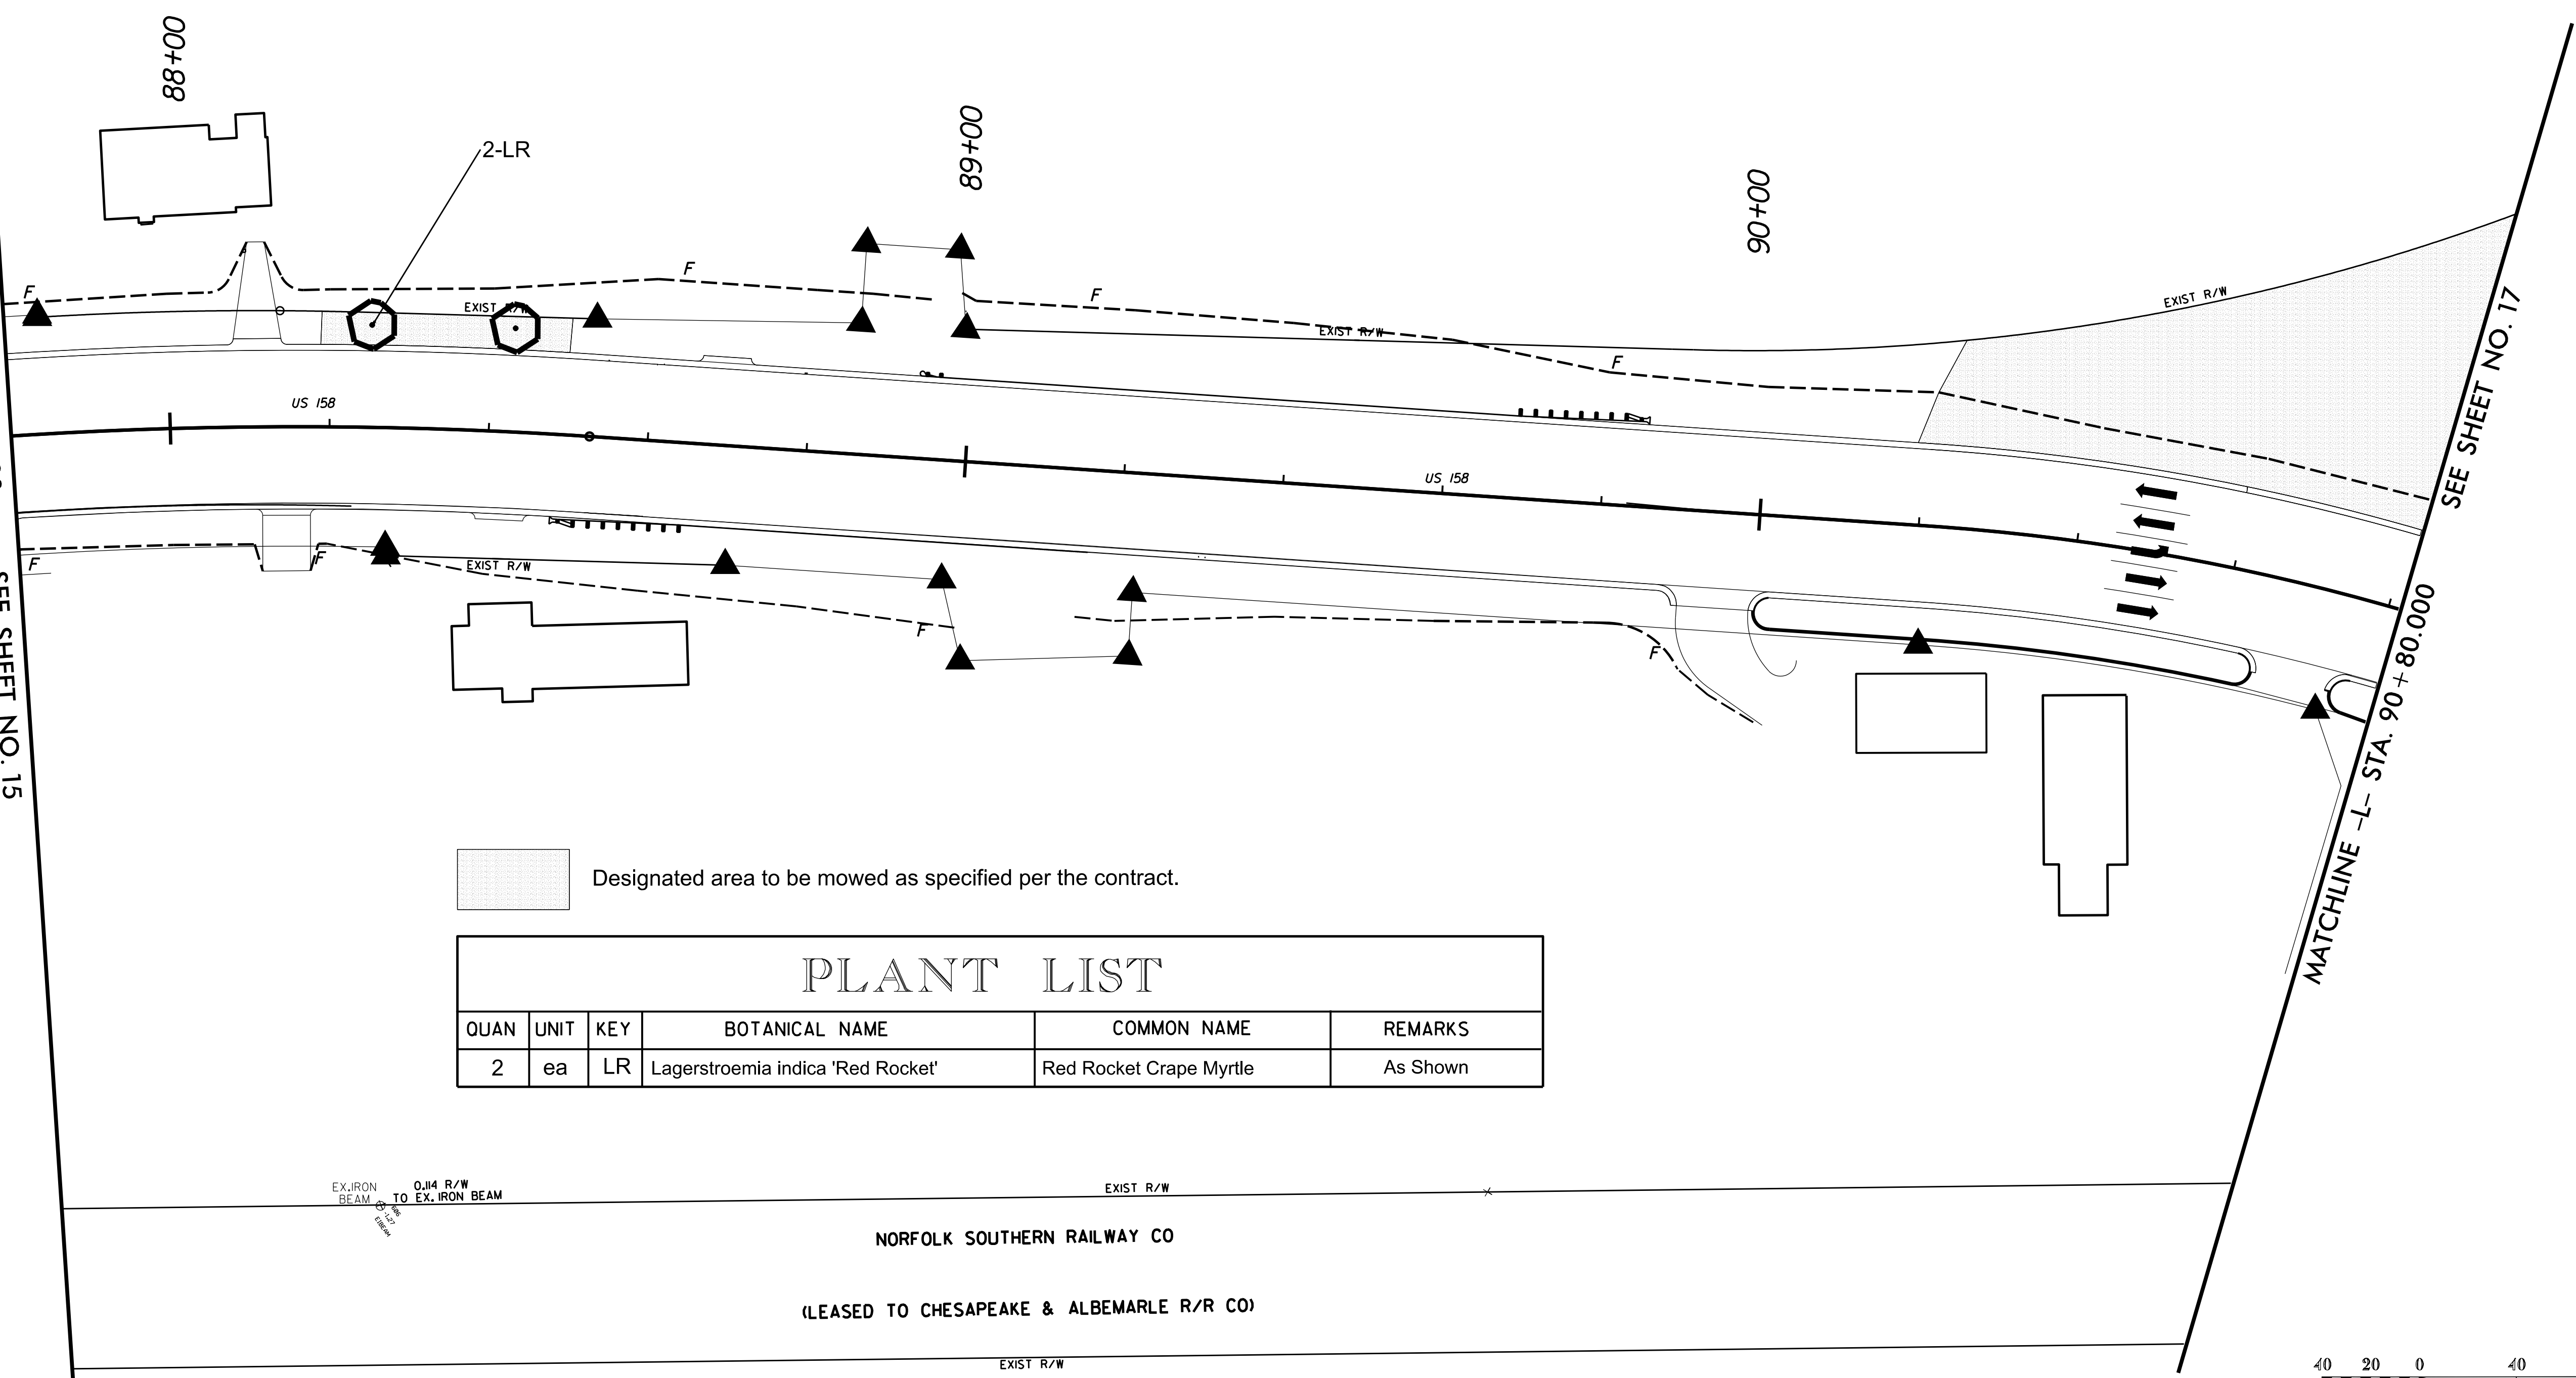 88+00
89+00
90+00
2-LR
F
F
F
F
EXIST R/W
EXIST R/W
EXIST R/W
US 158
US 158
F
F
EXIST R/W
F
F
SEE SHEET NO. 15
SEE SHEET NO. 17
MATCHLINE -L- STA. 90+80.000
Designated area to be mowed as specified per the contract.
PLANT LIST
QUAN UNIT KEY BOTANICAL NAME COMMON NAME REMARKS
2 ea LR Lagerstroemia indica 'Red Rocket' Red Rocket Crape Myrtle As Shown
EX.IRON
BEAM
0.114 R/W
TO EX. IRON BEAM
-1.27
EIBEAM
EXIST R/W
NORFOLK SOUTHERN RAILWAY CO
(LEASED TO CHESAPEAKE & ALBEMARLE R/R CO)
EXIST R/W
40 20 0 40